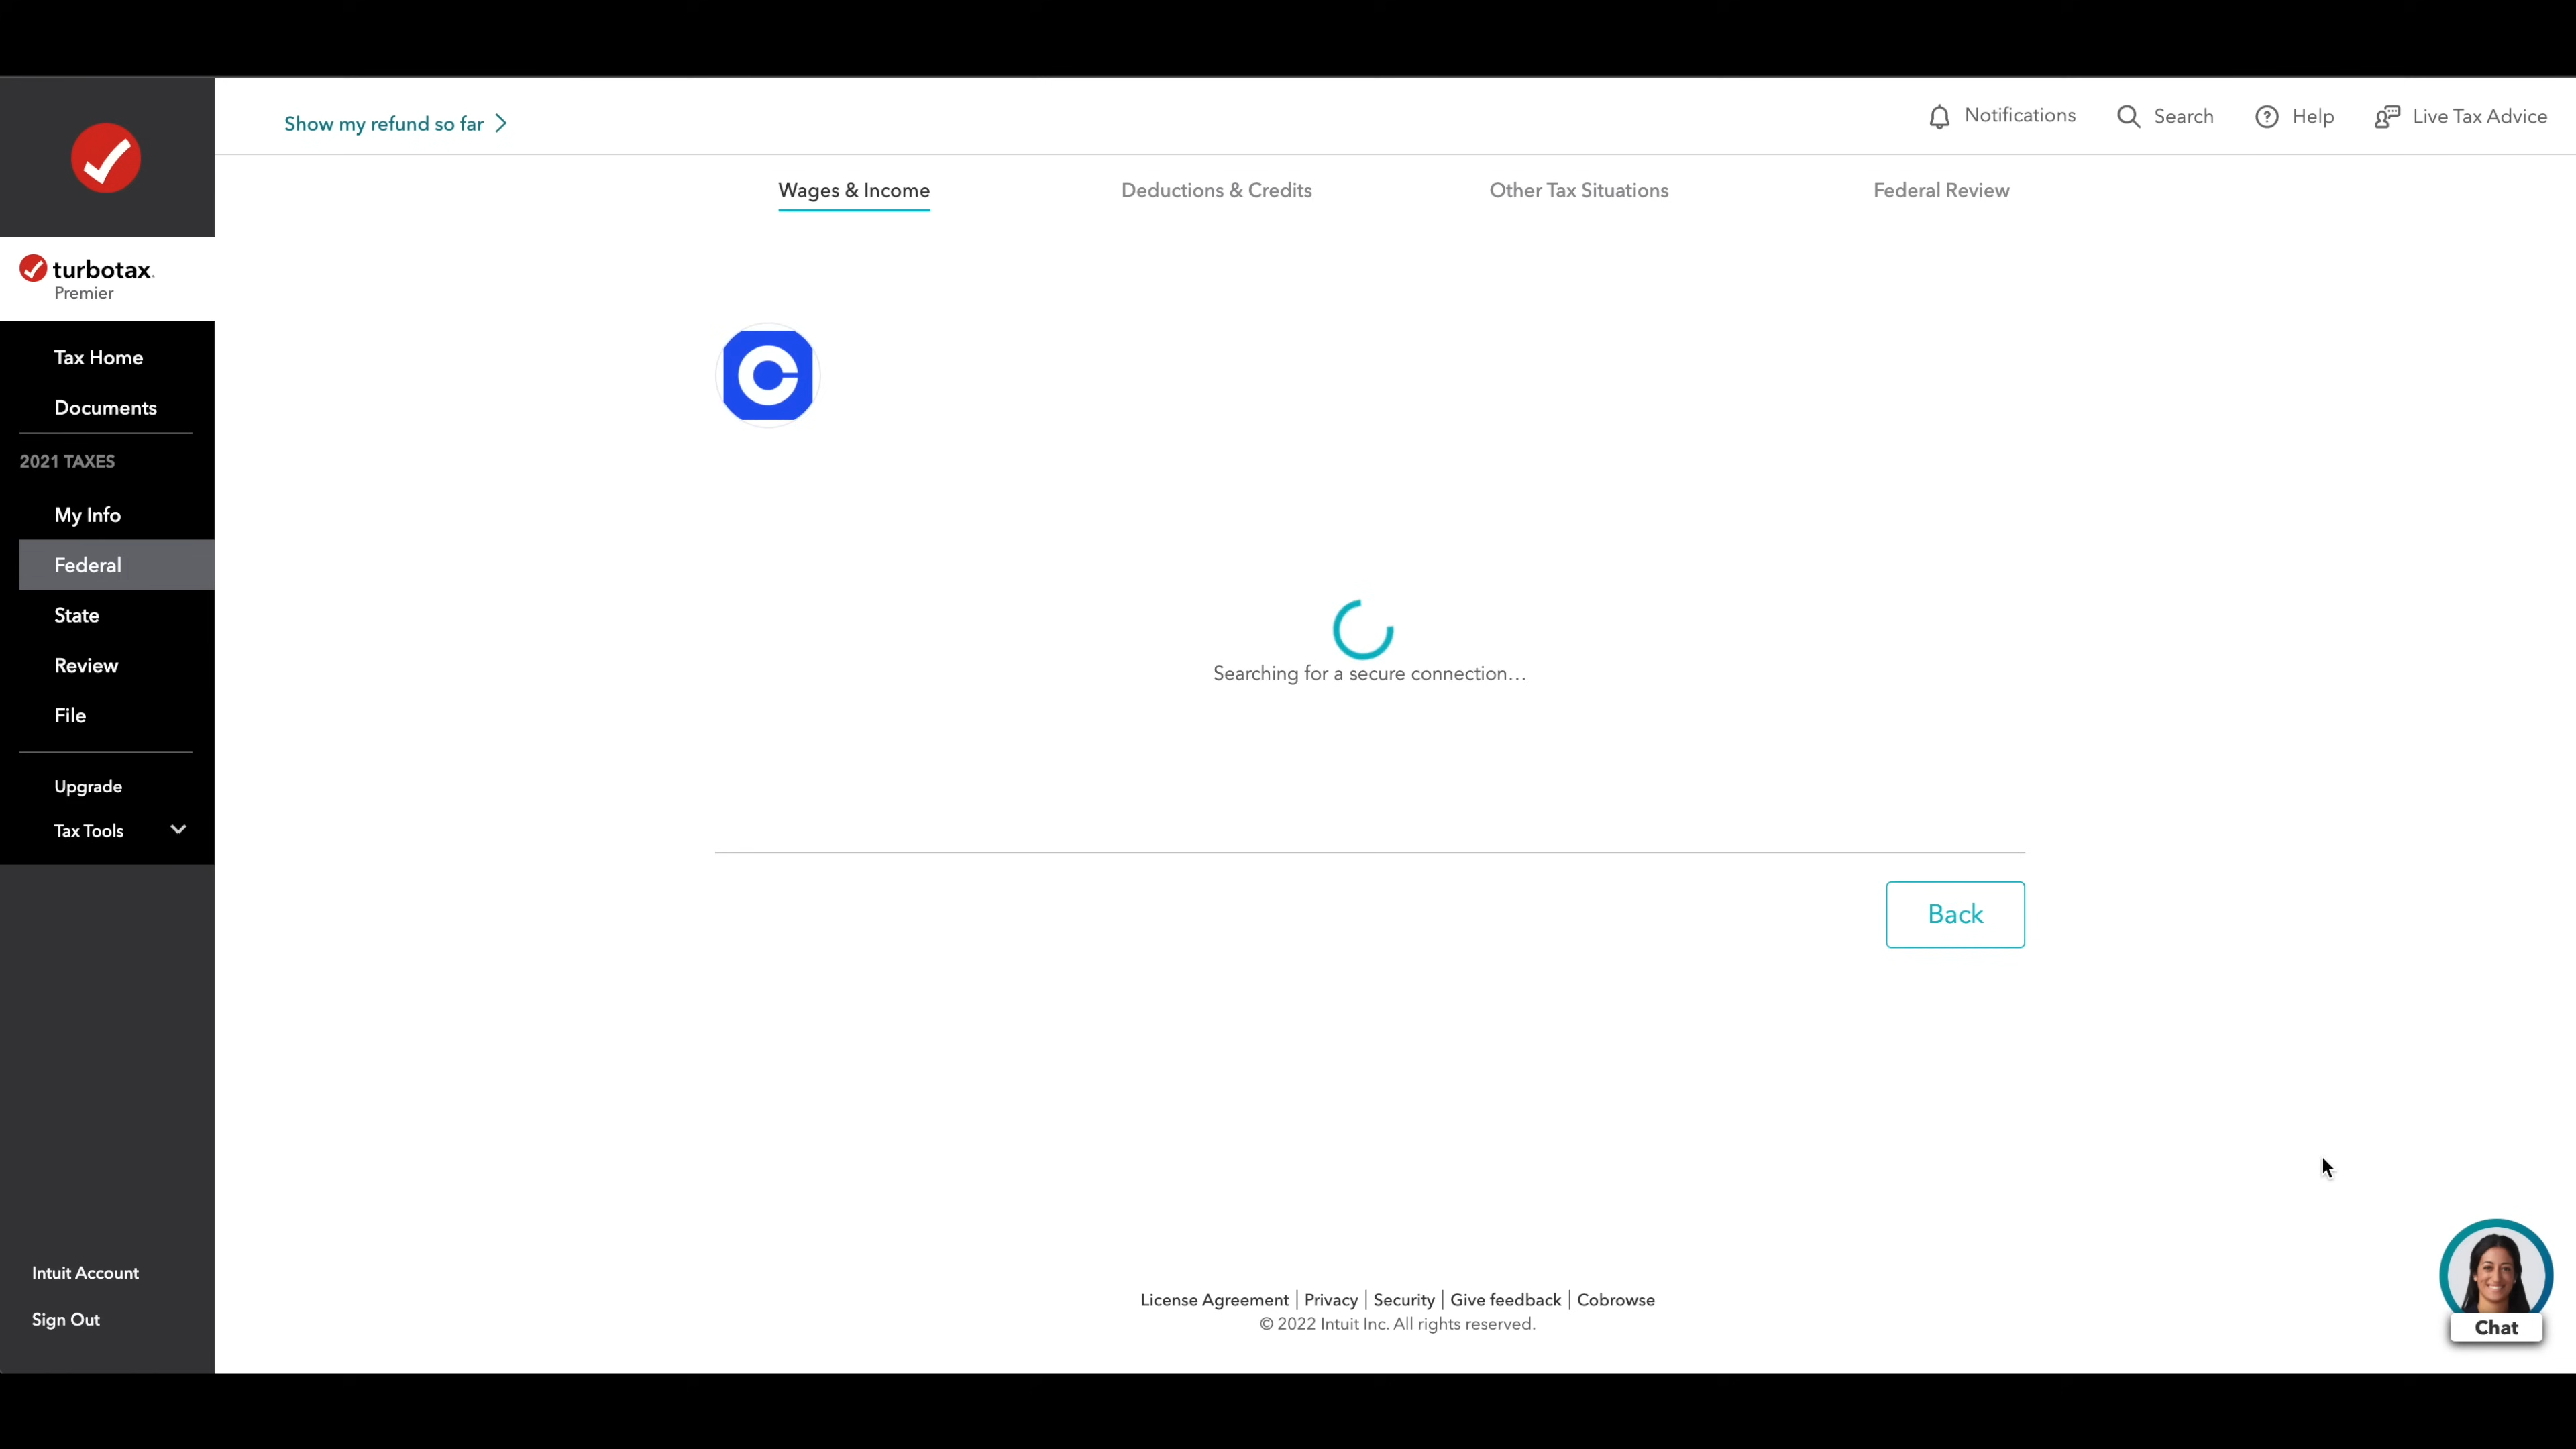 Show my refund so far
Notifications
Search
Help
Live Tax Advice
Wages & Income
Deductions & Credits
Other Tax Situations
Federal Review
turbotax.
Premier
Tax Home
Documents
2021 TAXES
My Info
Federal
State
Review
File
Upgrade
Tax Tools
Intuit Account
Sign Out
Searching for a secure connection...
Back
License Agreement | Privacy | Security | Give feedback | Cobrowse
© 2022 Intuit Inc. All rights reserved.
Chat